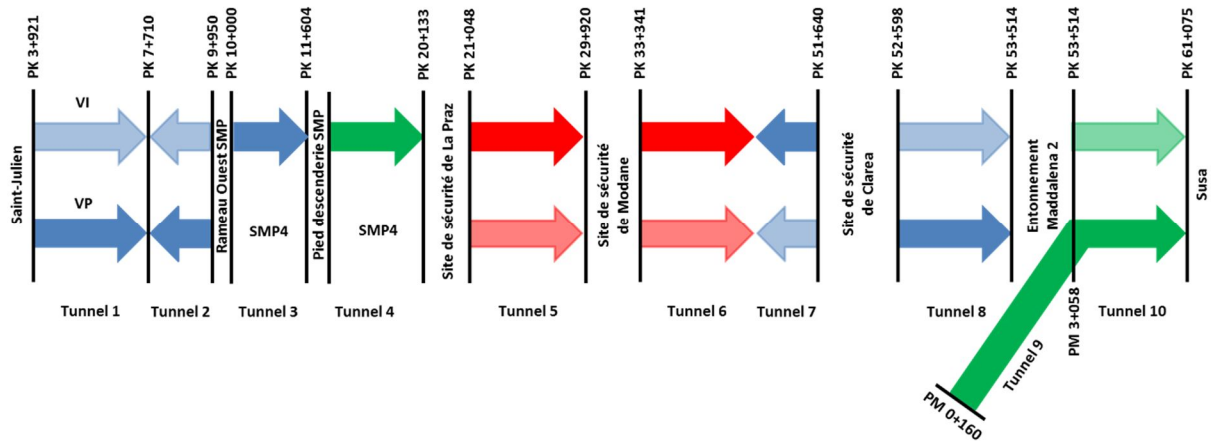 PK 3+921
PK 7+710
PK 9+950
PK 10+000
PK 11+604
PK 20+133
PK 21+048
PK 29+920
PK 33+341
PK 51+640
PK 52+598
PK 53+514
PK 53+514
PK 61+075
VI
VP
Saint-Julien
Rameau Ouest SMP
SMP4
Pied descenderie SMP
SMP4
Site de sécurité de La Praz
Site de sécurité
de Modane
Site de sécurité
de Clarea
Entonnement
Maddalena 2
Susa
Tunnel 1
Tunnel 2
Tunnel 3
Tunnel 4
Tunnel 5
Tunnel 6
Tunnel 7
Tunnel 8
Tunnel 9
PM 3+058
Tunnel 10
PM 0+160